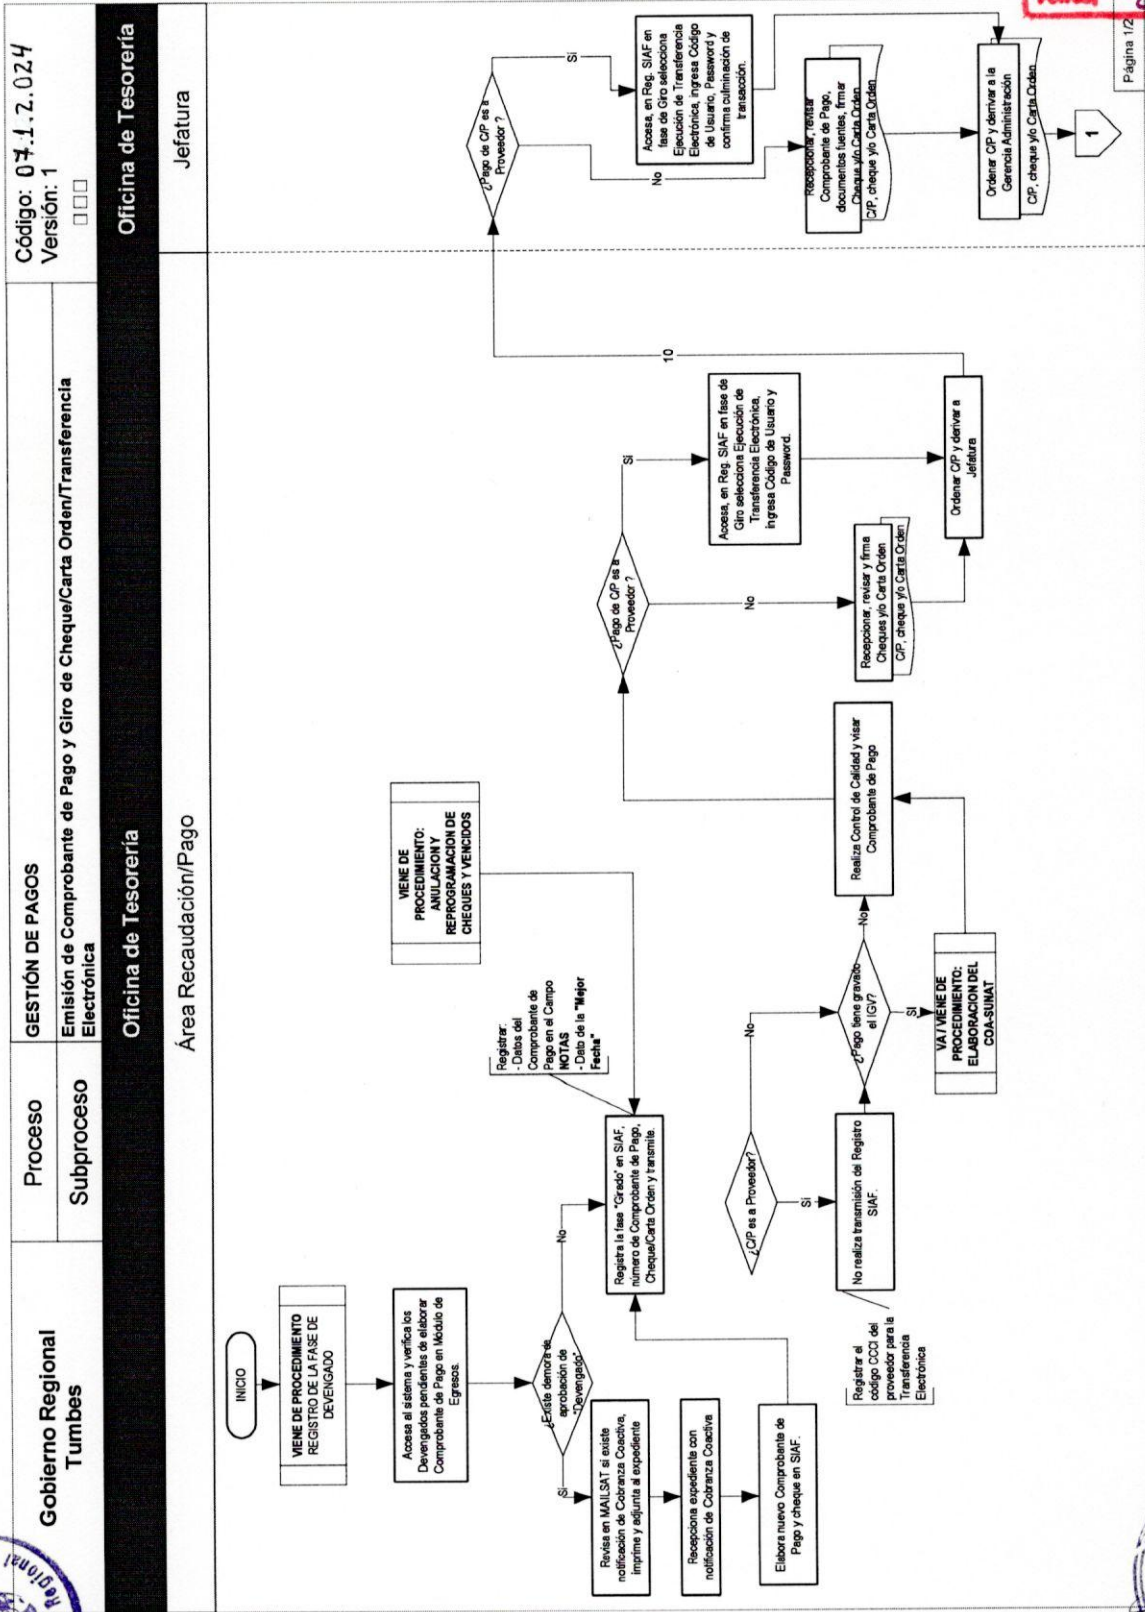 Gobierno Regional
Tumbes
Proceso
GESTIÓN DE PAGOS
Subproceso
Emisión de Comprobante de Pago y Giro de Cheque/Carta Orden/Transferencia
Electrónica
Código: 07.1.2.024
Versión: 1
Oficina de Tesorería
Oficina de Tesorería
Área Recaudación/Pago
Jefatura
INICIO
VIENE DE PROCEDIMIENTO
REGISTRO DE LA FASE DE
DEVENGADO
Accesa al sistema y verifica los
Devengados pendientes de elaborar
Comprobante de Pago en Módulo de
Egresos.
¿Existe demora de
aprobación de
"Devengado"
Si
No
Revisa en MAILSAT si existe
notificación de Cobranza Coactiva,
imprime y adjunta al expediente
Recepciona expediente con
notificación de Cobranza Coactiva
Elabora nuevo Comprobante de
Pago y cheque en SIAF.
Registra la fase "Girado" en SIAF,
número de Comprobante de Pago,
Cheque/Carta Orden y transmite.
Registrar:
- Datos del
Comprobante de
Pago en el Campo
NOTAS
- Dato de la "Mejor
Fecha"
VIENE DE
PROCEDIMIENTO:
ANULACION Y
REPROGRAMACION DE
CHEQUES Y VENCIDOS
¿C/P es a Proveedor?
No
Si
No realiza transmisión del Registro
SIAF.
Registrar el
código CCCI del
proveedor para la
Transferencia
Electrónica
¿Pago tiene gravado
el IGV?
No
Si
VA / VIENE DE
PROCEDIMIENTO:
ELABORACION DEL
COA-SUNAT
Realiza Control de Calidad y visar
Comprobante de Pago
¿Pago de C/P es a
Proveedor ?
Si
No
Accesa, en Reg. SIAF en fase de
Giro selecciona Ejecución de
Transferencia Electrónica,
ingresa Código de Usuario y
Password.
Recepcionar, revisar y firma
Cheques y/o Carta Orden
C/P, cheque y/o Carta Orden
Ordenar C/P y derivar a
Jefatura
10
¿Pago de C/P es a
Proveedor ?
Si
No
Accesa, en Reg. SIAF en
fase de Giro selecciona
Ejecución de Transferencia
Electrónica, ingresa Código
de Usuario, Password y
confirma culminación de
transacción.
Recepcionar, revisar
Comprobante de Pago,
documentos fuentes, firmar
Cheque y/o Carta Orden
C/P, cheque y/o Carta Orden
Ordenar C/P y derivar a la
Gerencia Administración
C/P, cheque y/o Carta Orden
1
Página 1/2
Regional